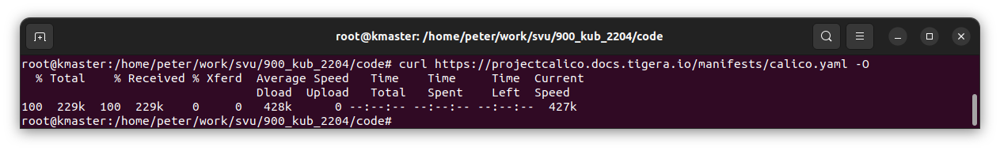 root@kmaster: /home/peter/work/svu/900_kub_2204/code
root@kmaster:/home/peter/work/svu/900_kub_2204/code# curl https://projectcalico.docs.tigera.io/manifests/calico.yaml -O
  % Total    % Received % Xferd  Average Speed   Time    Time     Time  Current
                                 Dload  Upload   Total   Spent    Left  Speed
100  229k  100  229k    0     0   428k      0 --:--:-- --:--:-- --:--:--  427k
root@kmaster:/home/peter/work/svu/900_kub_2204/code#